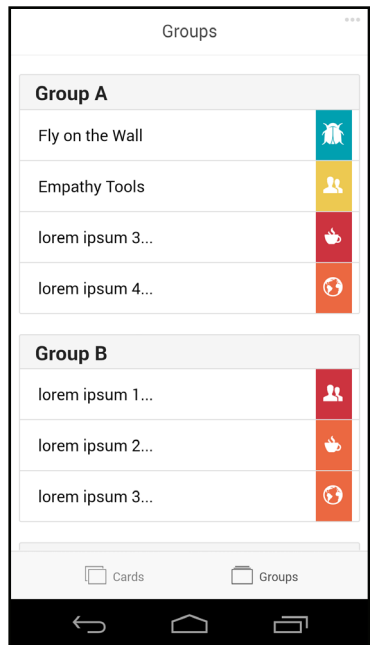 Groups
Group A
Fly on the Wall
Empathy Tools
lorem ipsum 3...
lorem ipsum 4...
Group B
lorem ipsum 1...
lorem ipsum 2...
lorem ipsum 3...
Cards
Groups